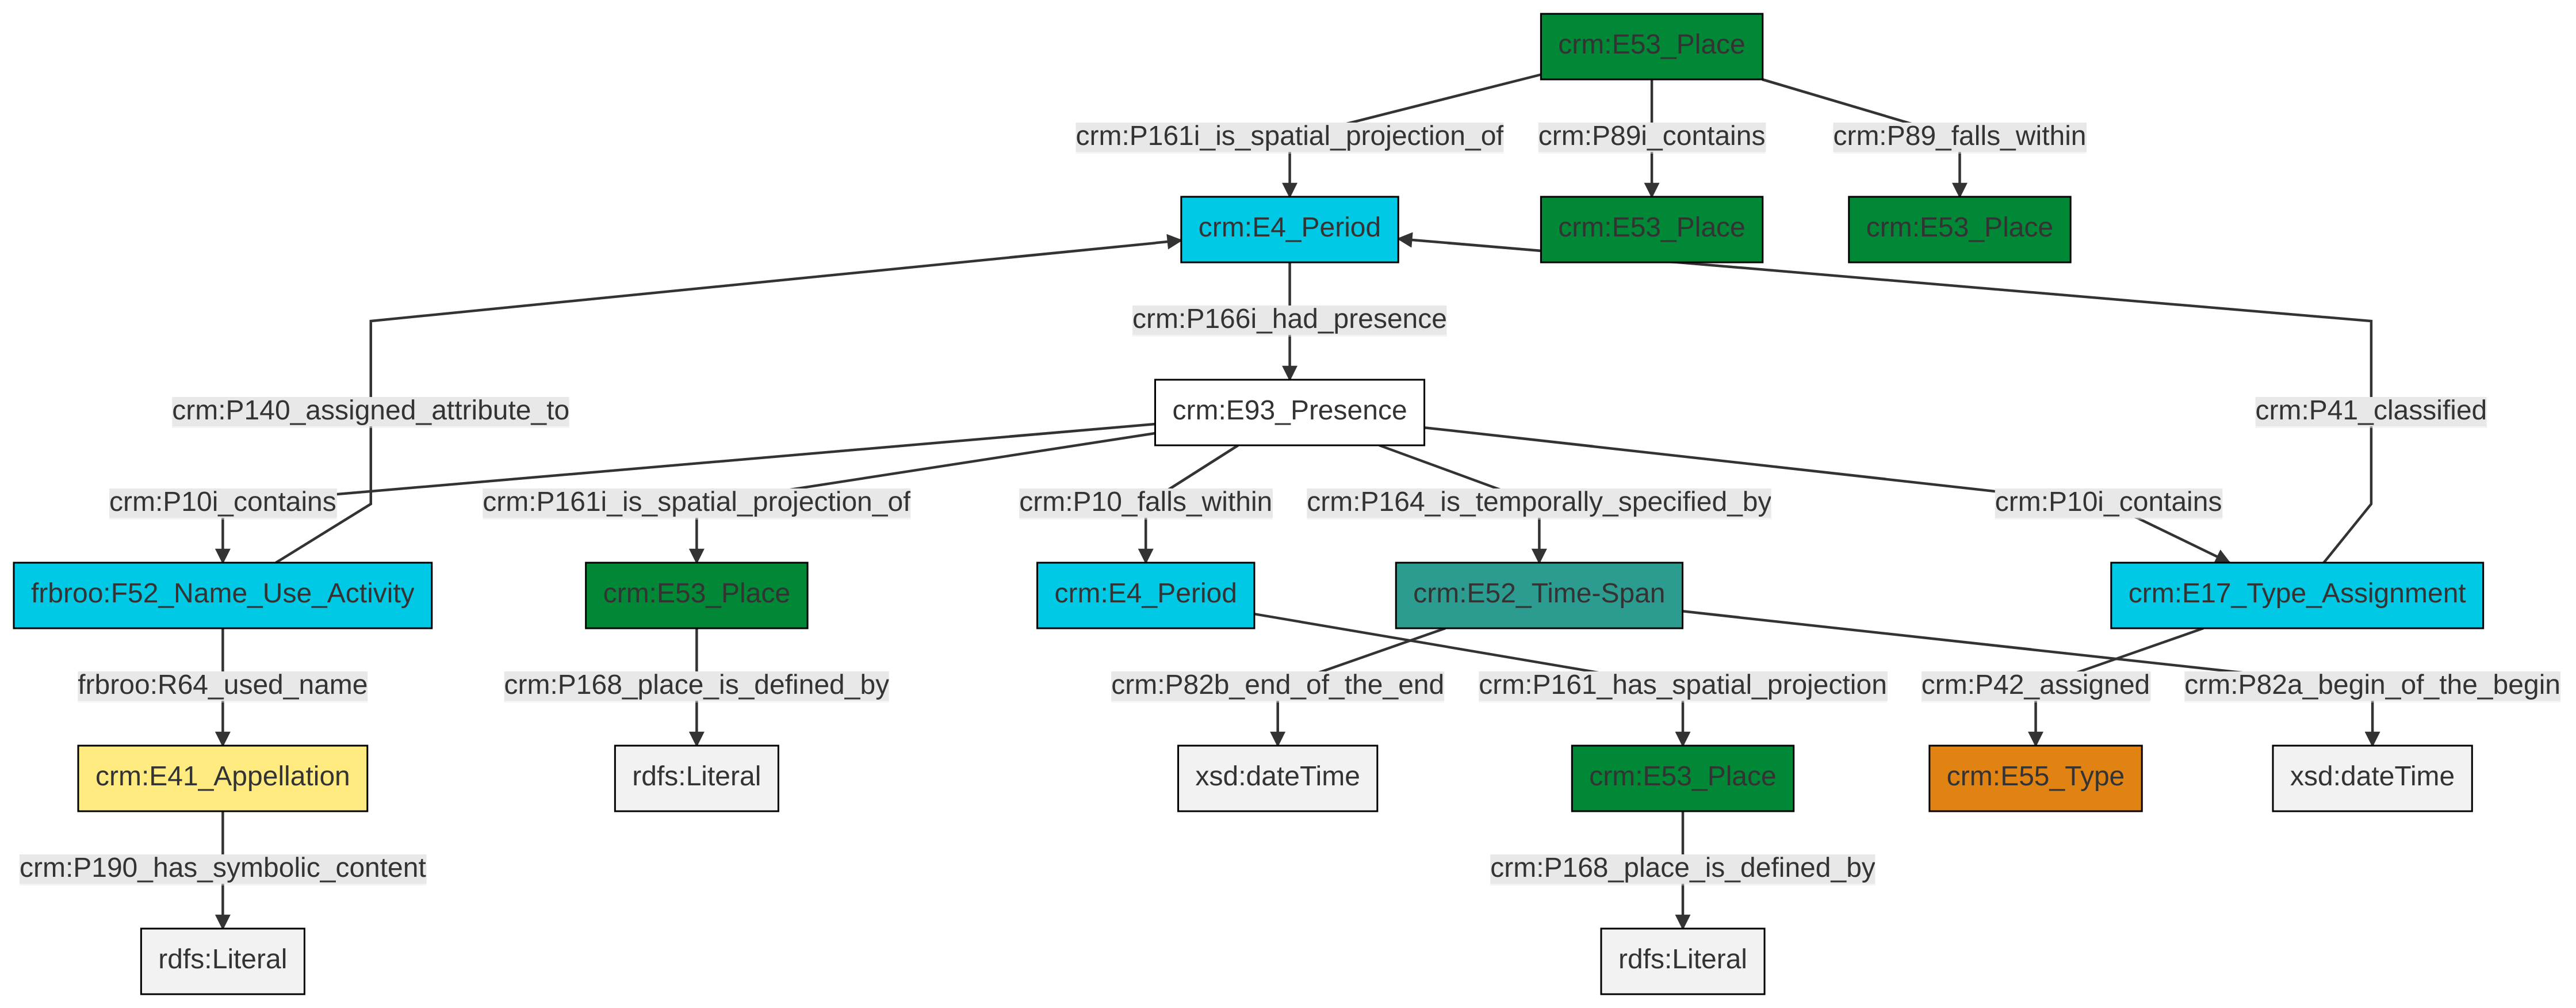 crm:E53_Place
crm:P161i_is_spatial_projection_of
crm:P89i_contains
crm:P89_falls_within
crm:E4_Period
crm:E53_Place
crm:E53_Place
crm:P166i_had_presence
crm:P140_assigned_attribute_to
crm:E93_Presence
crm:P41_classified
crm:P10i_contains
crm:P161i_is_spatial_projection_of
crm:P10_falls_within
crm:P164_is_temporally_specified_by
crm:P10i_contains
frbroo:F52_Name_Use_Activity
crm:E53_Place
crm:E4_Period
crm:E52_Time-Span
crm:E17_Type_Assignment
frbroo:R64_used_name
crm:P168_place_is_defined_by
crm:P82b_end_of_the_end
crm:P161_has_spatial_projection
crm:P42_assigned
crm:P82a_begin_of_the_begin
crm:E41_Appellation
rdfs:Literal
xsd:dateTime
crm:E53_Place
crm:E55_Type
xsd:dateTime
crm:P190_has_symbolic_content
crm:P168_place_is_defined_by
rdfs:Literal
rdfs:Literal